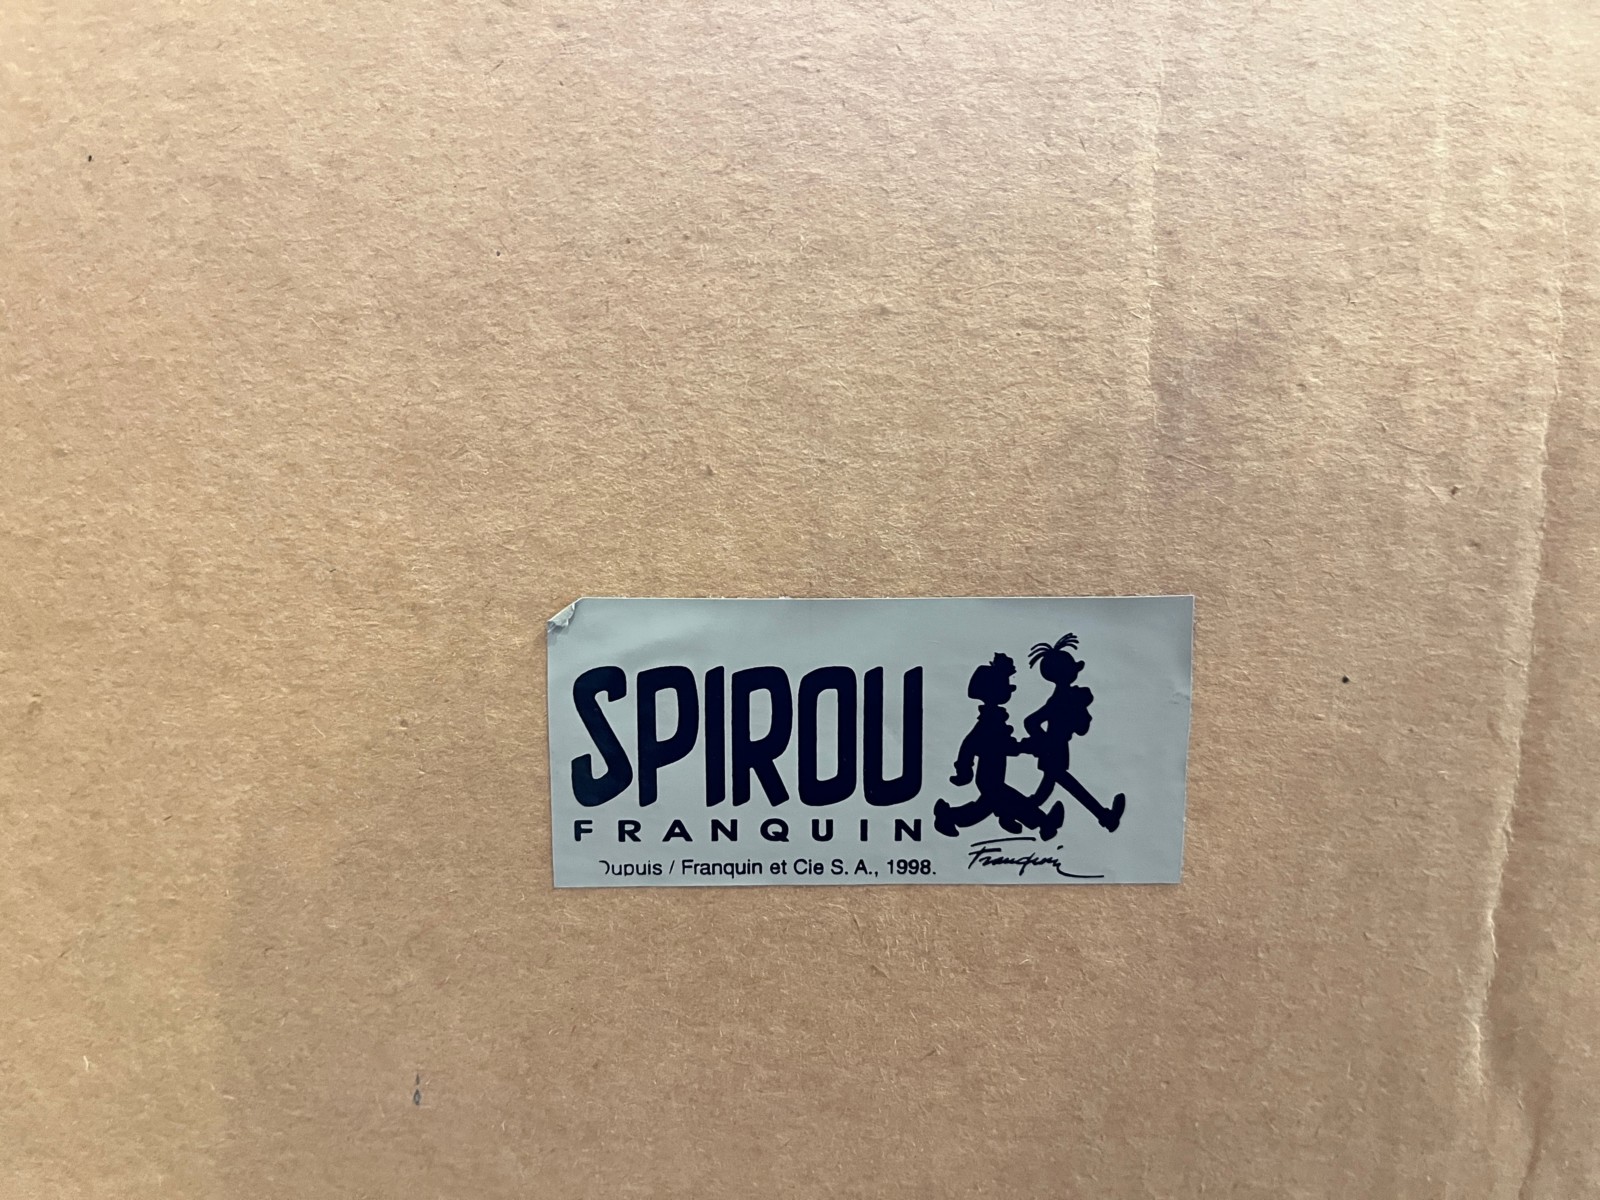 SPIROU
FRANQUIN
Dupuis / Franquin et Cie S. A., 1998.
Franquin